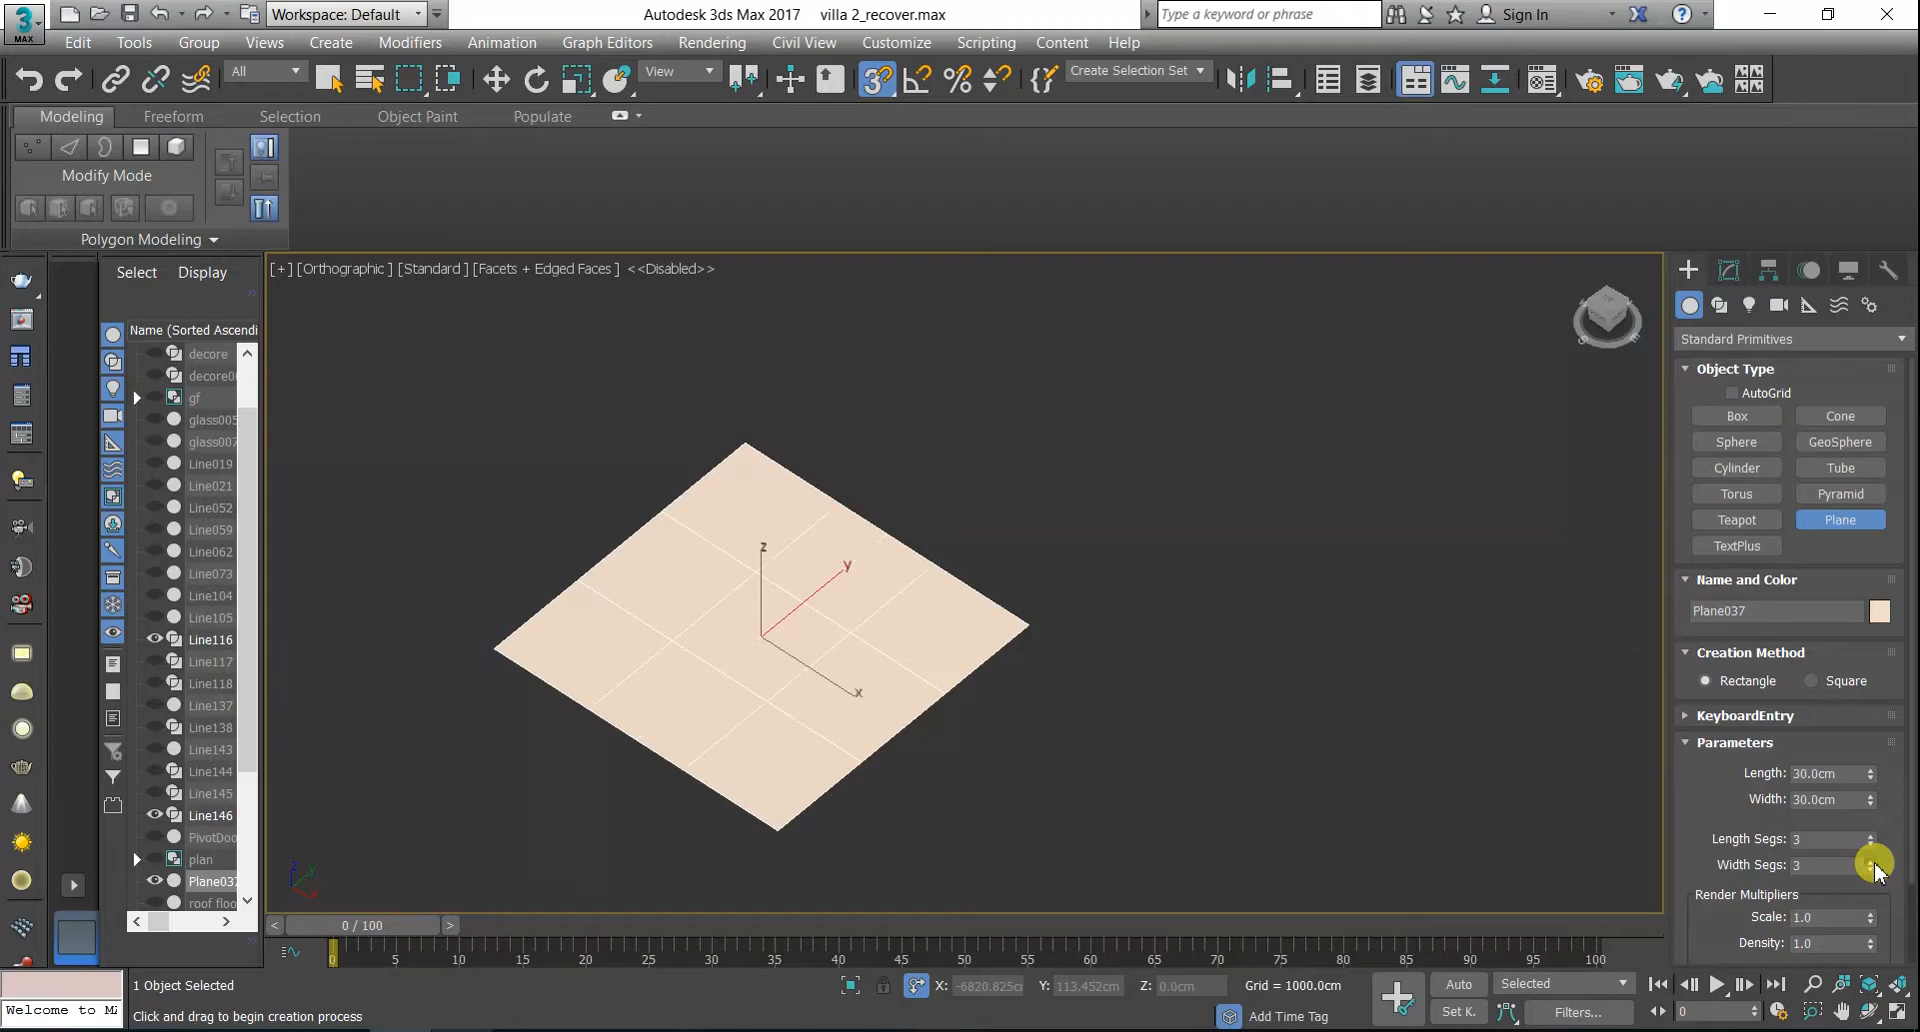 3
MAX
Workspace: Default
Autodesk 3ds Max 2017 villa 2_recover.max
Type a keyword or phrase
Sign In
Edit Tools Group Views Create Modifiers Animation Graph Editors Rendering Civil View Customize Scripting Content Help
All
View
3
Create Selection Set
Modeling Freeform Selection Object Paint Populate
Modify Mode
Polygon Modeling
Select Display
Name (Sorted Ascendi
decore
decore0
gf
glass005
glass007
Line019
Line021
Line052
Line059
Line062
Line073
Line104
Line105
Line116
Line117
Line118
Line137
Line138
Line143
Line144
Line145
Line146
PivotDoo
plan
Plane037
roof floo
[+] [Orthographic ] [Standard ] [Facets + Edged Faces ] <<Disabled>>
z
y
x
Standard Primitives
Object Type
AutoGrid
Box Cone
Sphere GeoSphere
Cylinder Tube
Torus Pyramid
Teapot Plane
TextPlus
Name and Color
Plane037
Creation Method
Rectangle Square
KeyboardEntry
Parameters
Length: 30.0cm
Width: 30.0cm
Length Segs: 3
Width Segs: 3
Render Multipliers
Scale: 1.0
Density: 1.0
0 / 100
0 5 10 15 20 25 30 35 40 45 50 55 60 65 70 75 80 85 90 95 100
1 Object Selected
X: -6820.825c Y: 113.452cm Z: 0.0cm Grid = 1000.0cm
Auto Selected
Welcome to MA
Click and drag to begin creation process
Add Time Tag
Set K. Filters...
0